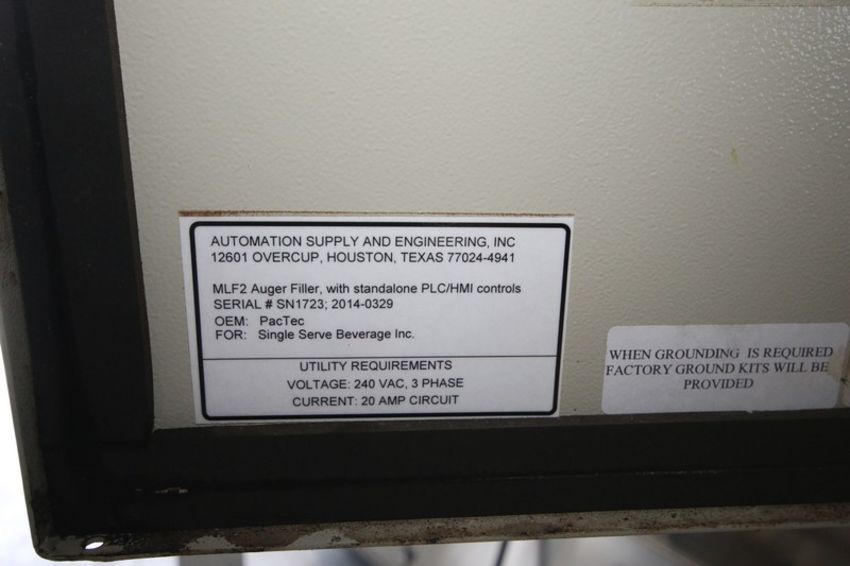 AUTOMATION SUPPLY AND ENGINEERING, INC
12601 OVERCUP, HOUSTON, TEXAS 77024-4941
MLF2 Auger Filler, with standalone PLC/HMI controls
SERIAL # SN1723; 2014-0329
OEM: PacTec
FOR: Single Serve Beverage Inc.
UTILITY REQUIREMENTS
VOLTAGE: 240 VAC, 3 PHASE
CURRENT: 20 AMP CIRCUIT
WHEN GROUNDING IS REQUIRED
FACTORY GROUND KITS WILL BE
PROVIDED